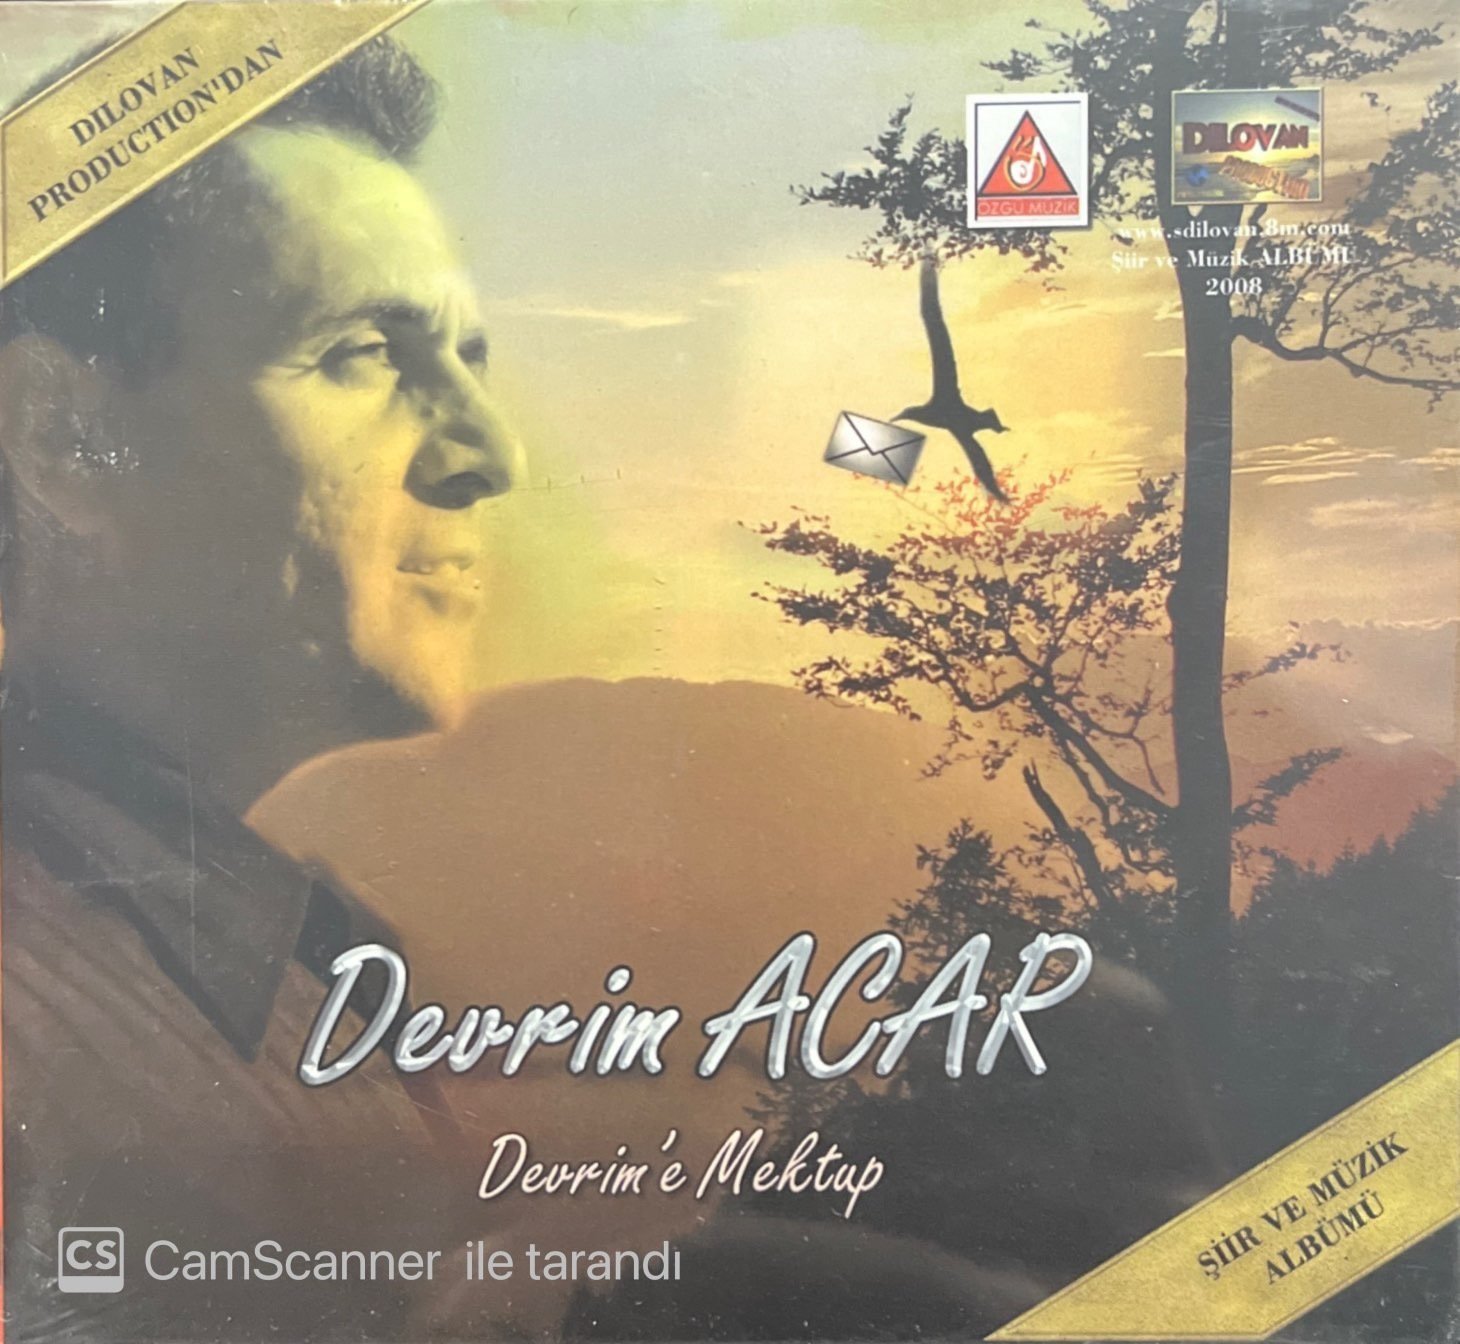 DILOVAN
PRODUCTION'DAN
ÖZGÜ MÜZİK
DILOVAN
PRODUCTION
www.sdilovan.8m.com
Şiir ve Müzik ALBÜMÜ
2008
Devrim ACAR
Devrim'e Mektup
ŞİİR VE MÜZİK
ALBÜMÜ
CS CamScanner ile tarandı